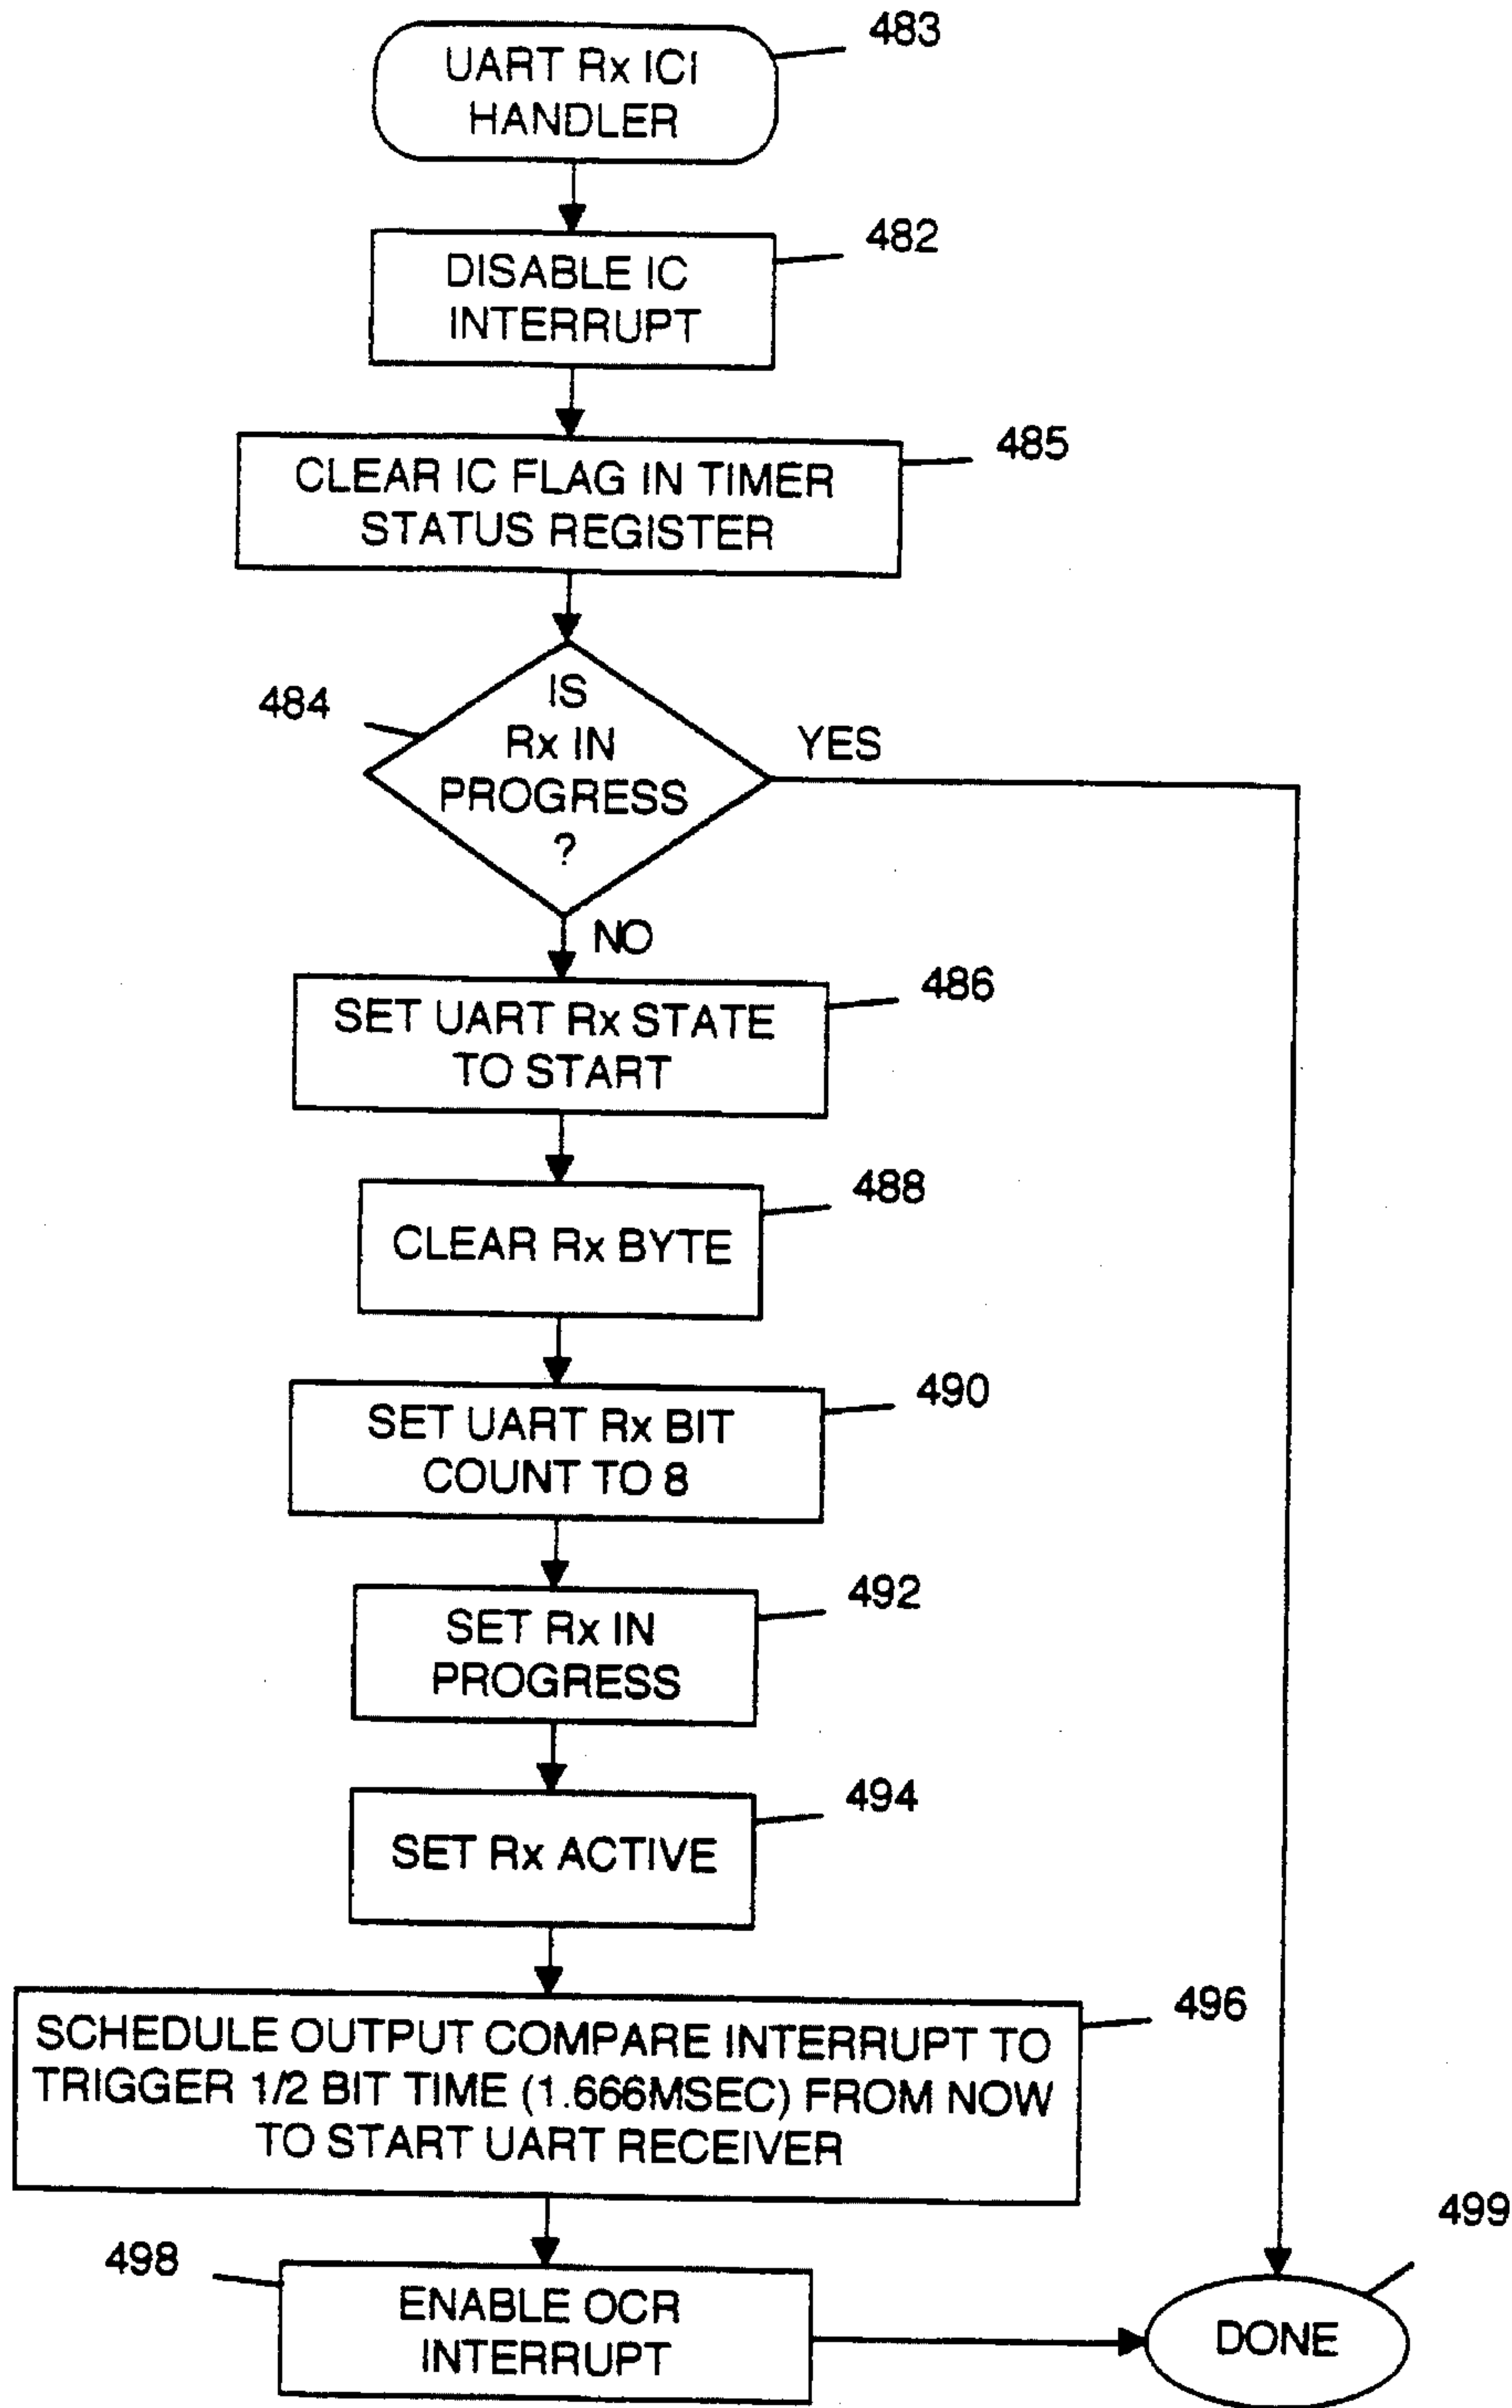 483
UART Rx ICI
HANDLER
482
DISABLE IC
INTERRUPT
485
CLEAR IC FLAG IN TIMER
STATUS REGISTER
484
IS
Rx IN
PROGRESS
?
YES
NO
486
SET UART Rx STATE
TO START
488
CLEAR Rx BYTE
490
SET UART Rx BIT
COUNT TO 8
492
SET Rx IN
PROGRESS
494
SET Rx ACTIVE
496
SCHEDULE OUTPUT COMPARE INTERRUPT TO
TRIGGER 1/2 BIT TIME (1.666MSEC) FROM NOW
TO START UART RECEIVER
498
ENABLE OCR
INTERRUPT
499
DONE